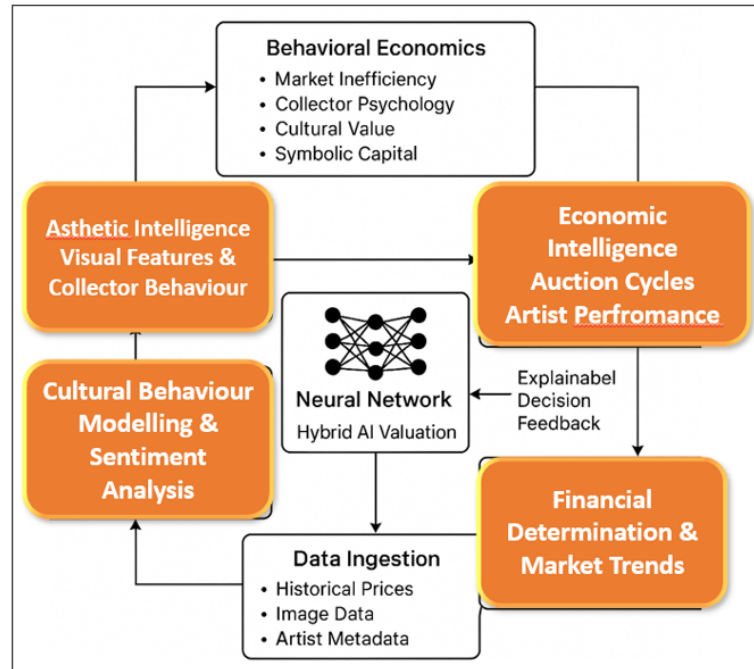 Behavioral Economics
• Market Inefficiency
• Collector Psychology
• Cultural Value
• Symbolic Capital
Asthetic Intelligence
Visual Features &
Collector Behaviour
Economic
Intelligence
Auction Cycles
Artist Perfromance
Neural Network
Hybrid AI Valuation
Explainabel
Decision
Feedback
Cultural Behaviour
Modelling &
Sentiment
Analysis
Financial
Determination &
Market Trends
Data Ingestion
• Historical Prices
• Image Data
• Artist Metadata